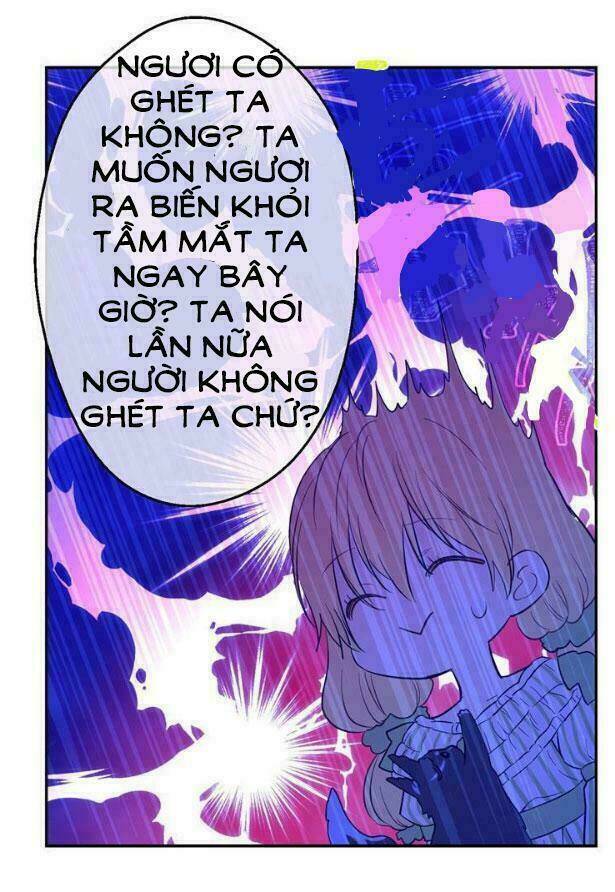 NGƯƠI CÓ
GHÉT TA
KHÔNG? TA
MUỐN NGƯƠI
RA BIẾN KHỎI
TẦM MẮT TA
NGAY BÂY
GIỜ? TA NÓI
LẦN NỮA
NGƯỜI KHÔNG
GHÉT TA CHỨ?